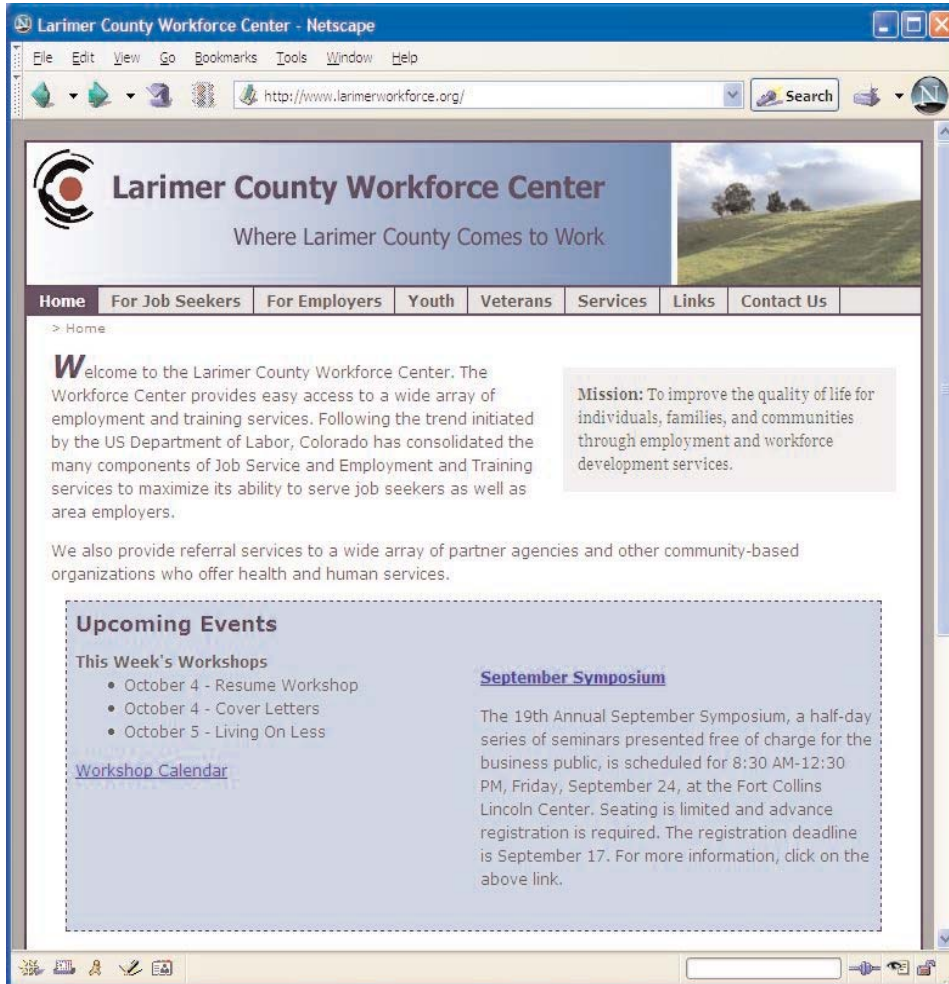 Larimer County Workforce Center - Netscape
File Edit View Go Bookmarks Tools Window Help
http://www.larimerworkforce.org/ Search N
Larimer County Workforce Center
Where Larimer County Comes to Work
Home For Job Seekers For Employers Youth Veterans Services Links Contact Us
> Home
Welcome to the Larimer County Workforce Center. The
Workforce Center provides easy access to a wide array of
employment and training services. Following the trend initiated
by the US Department of Labor, Colorado has consolidated the
many components of Job Service and Employment and Training
services to maximize its ability to serve job seekers as well as
area employers.
Mission: To improve the quality of life for
individuals, families, and communities
through employment and workforce
development services.
We also provide referral services to a wide array of partner agencies and other community-based
organizations who offer health and human services.
Upcoming Events
This Week's Workshops
• October 4 - Resume Workshop
• October 4 - Cover Letters
• October 5 - Living On Less
Workshop Calendar
September Symposium
The 19th Annual September Symposium, a half-day
series of seminars presented free of charge for the
business public, is scheduled for 8:30 AM-12:30
PM, Friday, September 24, at the Fort Collins
Lincoln Center. Seating is limited and advance
registration is required. The registration deadline
is September 17. For more information, click on the
above link.